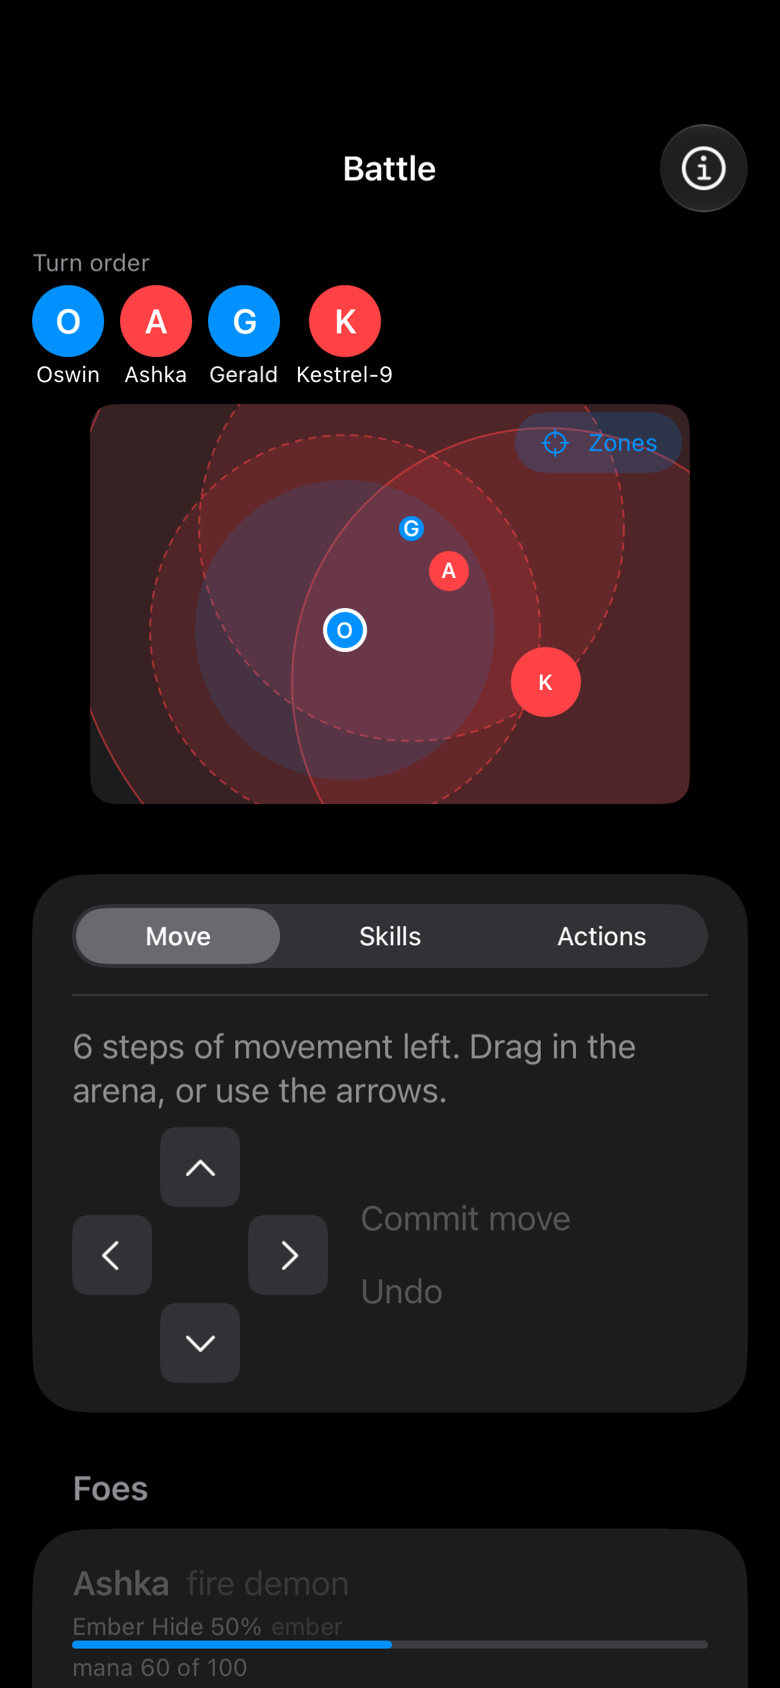 Battle
Turn order
O A G K
Oswin Ashka Gerald Kestrel-9
Zones
G
A
O
K
Move Skills Actions
6 steps of movement left. Drag in the
arena, or use the arrows.
Commit move
Undo
Foes
Ashka fire demon
Ember Hide 50% ember
mana 60 of 100